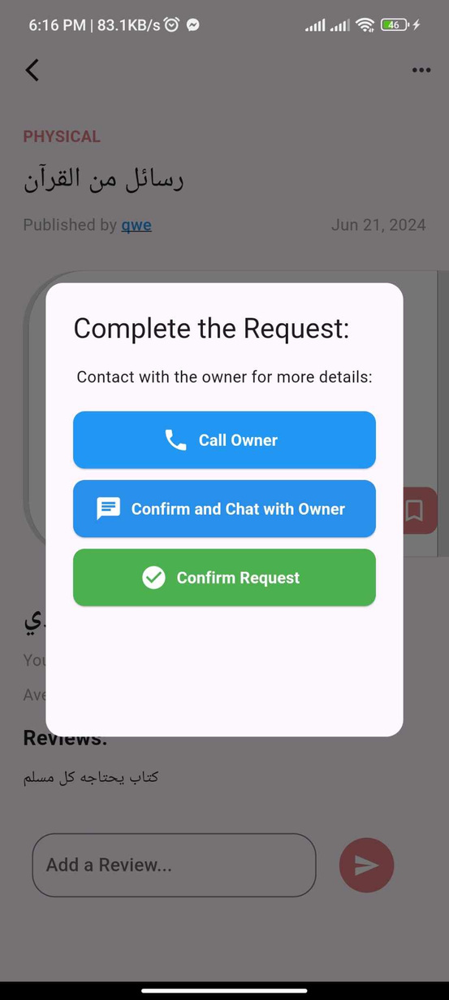 6:16 PM | 83.1KB/s
46
PHYSICAL
رسائل من القرآن
Published by qwe
Jun 21, 2024
Complete the Request:
Contact with the owner for more details:
Call Owner
Confirm and Chat with Owner
Confirm Request
Reviews:
كتاب يحتاجه كل مسلم
Add a Review...